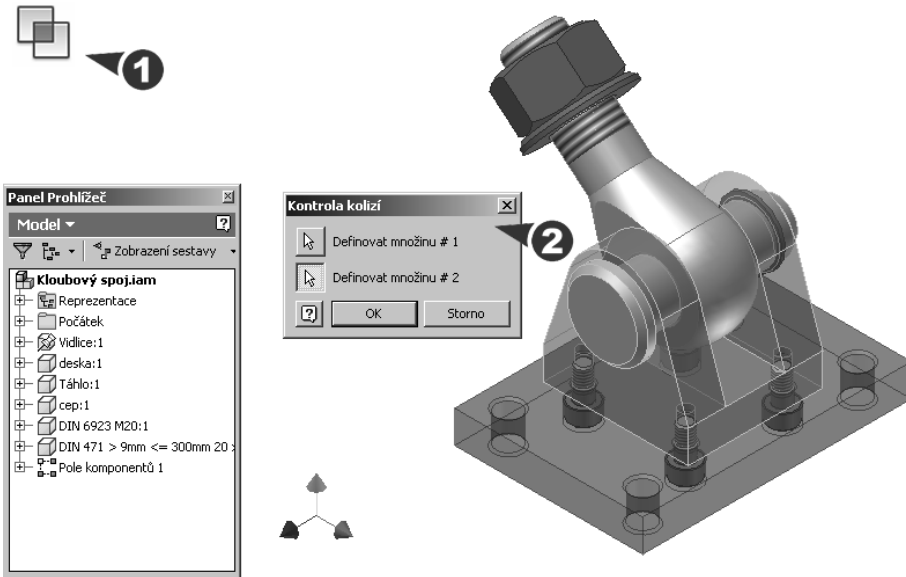 1
Panel Prohlížeč
Model
Zobrazení sestavy
Kloubový spoj.iam
Reprezentace
Počátek
Vidlice:1
deska:1
Táhlo:1
cep:1
DIN 6923 M20:1
DIN 471 > 9mm <= 300mm 20
Pole komponentů 1
Kontrola kolizí
2
Definovat množinu # 1
Definovat množinu # 2
OK Storno